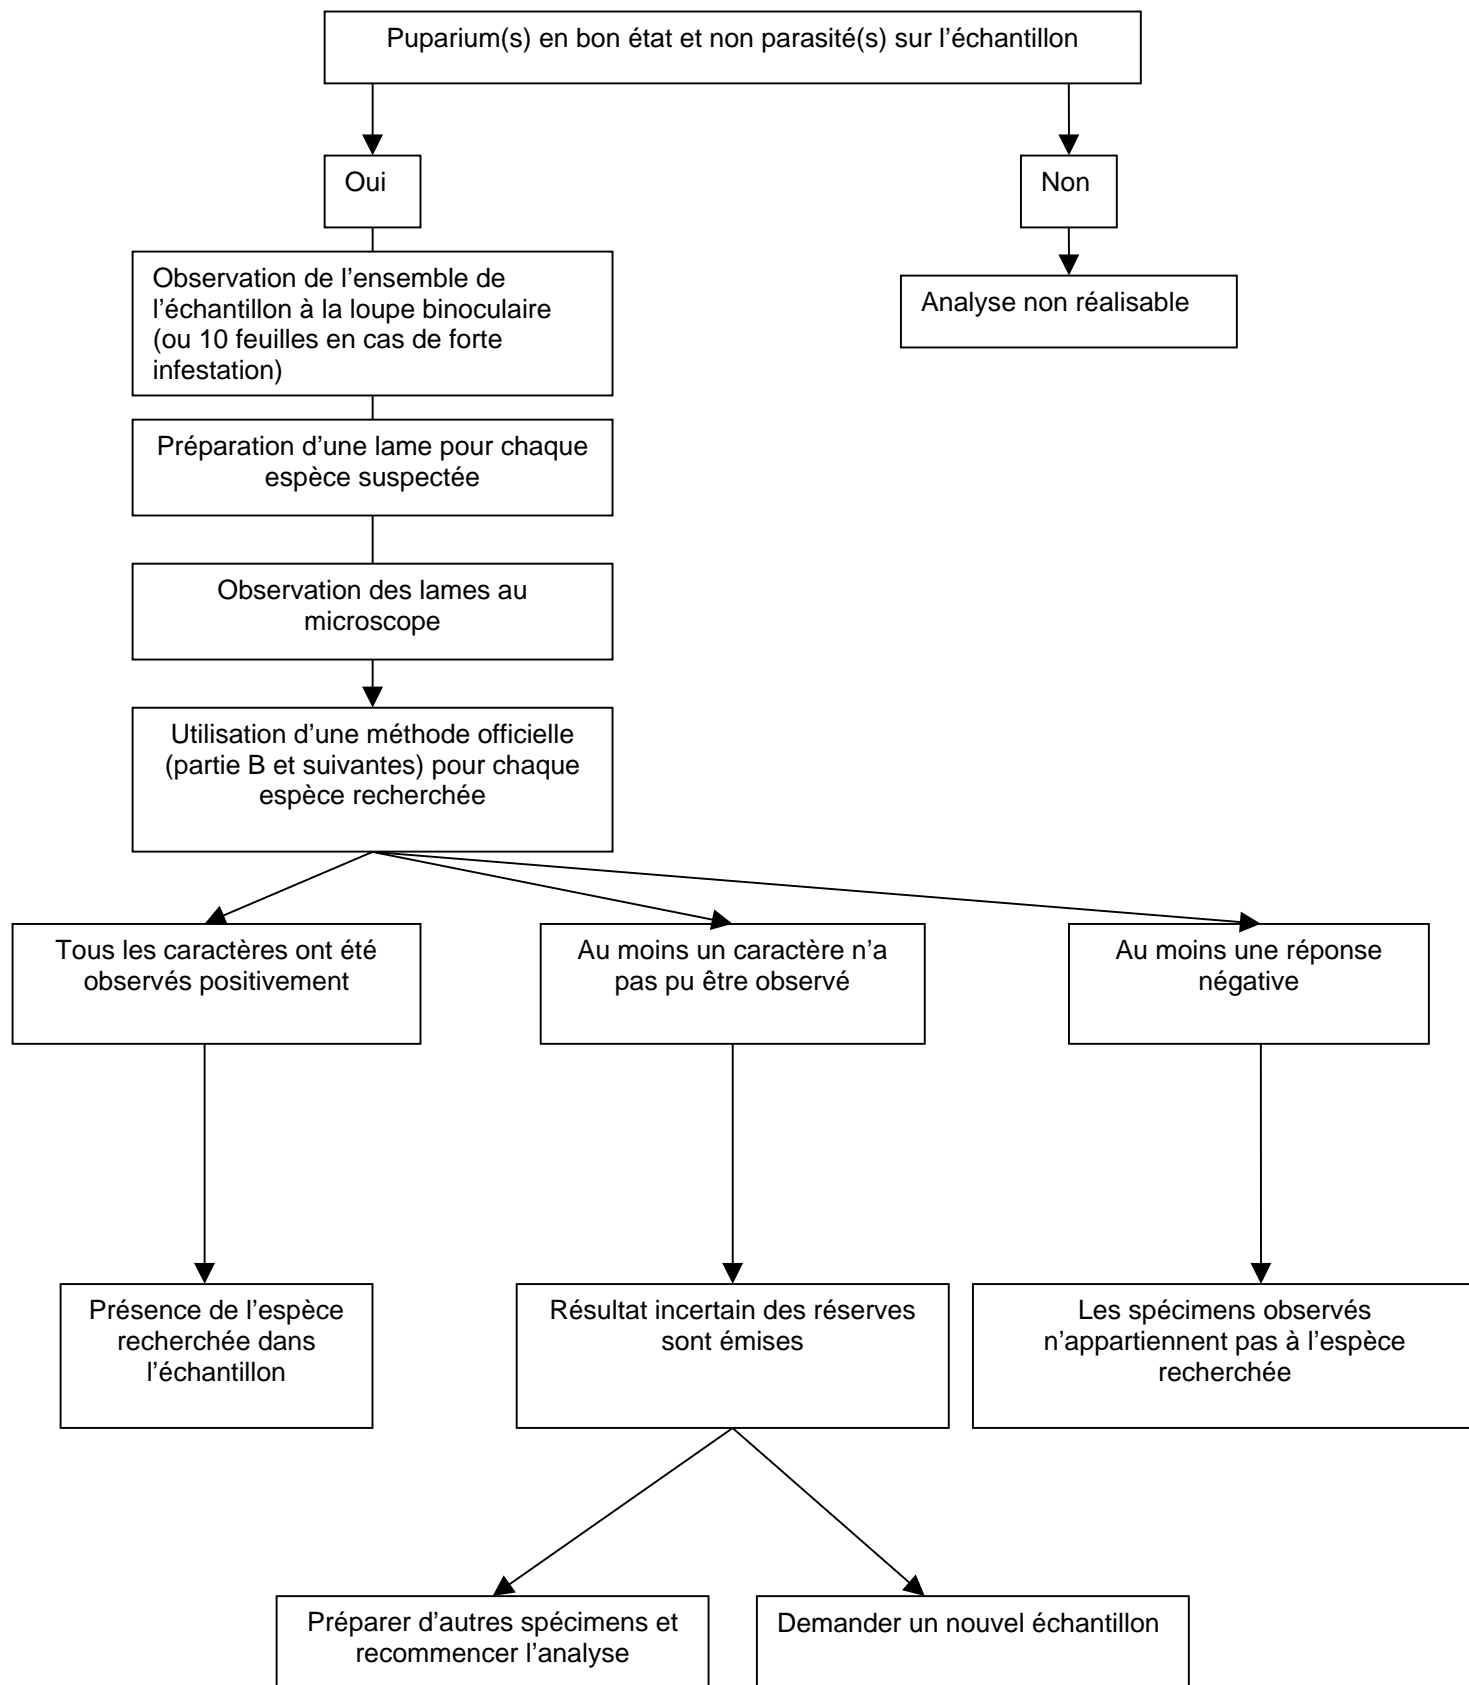 Puparium(s) en bon état et non parasité(s) sur l’échantillon
Oui
Non
Observation de l’ensemble de
l’échantillon à la loupe binoculaire
(ou 10 feuilles en cas de forte
infestation)
Analyse non réalisable
Préparation d’une lame pour chaque
espèce suspectée
Observation des lames au
microscope
Utilisation d’une méthode officielle
(partie B et suivantes) pour chaque
espèce recherchée
Tous les caractères ont été
observés positivement
Au moins un caractère n’a
pas pu être observé
Au moins une réponse
négative
Présence de l’espèce
recherchée dans
l’échantillon
Résultat incertain des réserves
sont émises
Les spécimens observés
n’appartiennent pas à l’espèce
recherchée
Préparer d’autres spécimens et
recommencer l’analyse
Demander un nouvel échantillon